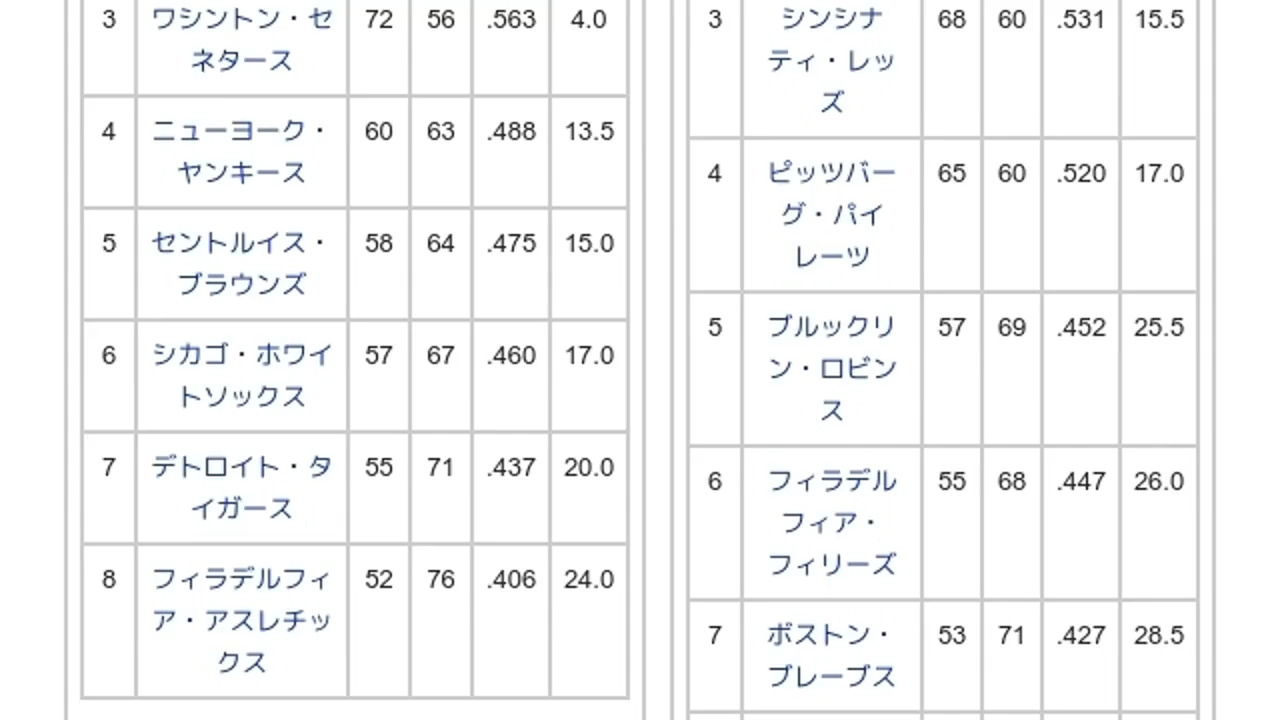 3 ワシントン・セ 72 56 .563 4.0
ネタース
4 ニューヨーク・ 60 63 .488 13.5
ヤンキース
5 セントルイス・ 58 64 .475 15.0
ブラウンズ
6 シカゴ・ホワイ 57 67 .460 17.0
トソックス
7 デトロイト・タ 55 71 .437 20.0
イガース
8 フィラデルフィ 52 76 .406 24.0
ア・アスレチッ
クス
3 シンシナ 68 60 .531 15.5
ティ・レッ
ズ
4 ピッツバー 65 60 .520 17.0
グ・パイ
レーツ
5 ブルックリ 57 69 .452 25.5
ン・ロビン
ス
6 フィラデル 55 68 .447 26.0
フィア・
フィリーズ
7 ボストン・ 53 71 .427 28.5
ブレーブス